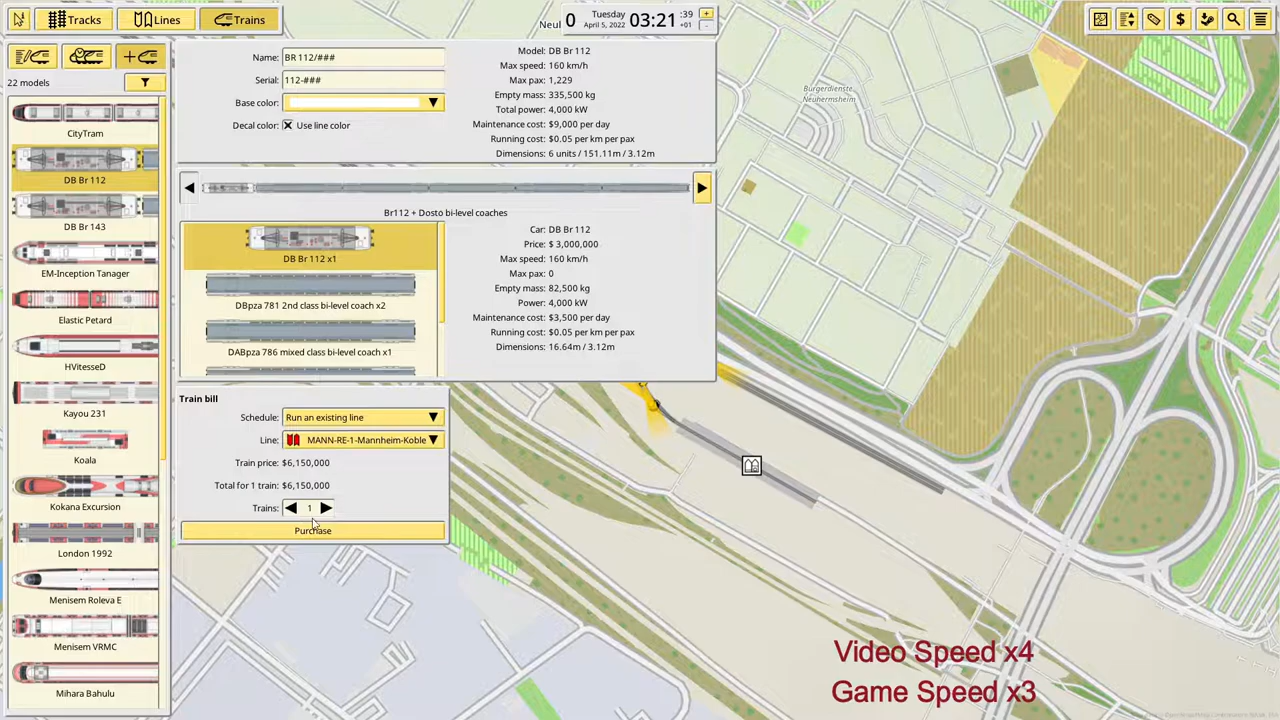 Tracks
Lines
Trains
Neul 0
Tuesday
April 5, 2022
03:21
:39
+01
$
22 models
CityTram
DB Br 112
DB Br 143
EM-Inception Tanager
Elastic Petard
HVitesseD
Kayou 231
Koala
Kokana Excursion
London 1992
Menisem Roleva E
Menisem VRMC
Mihara Bahulu
Name: BR 112/###
Serial: 112-###
Base color:
Decal color: Use line color
Model: DB Br 112
Max speed: 160 km/h
Max pax: 1,229
Empty mass: 335,500 kg
Total power: 4,000 kW
Maintenance cost: $9,000 per day
Running cost: $0.05 per km per pax
Dimensions: 6 units / 151.11m / 3.12m
Br112 + Dosto bi-level coaches
DB Br 112 x1
DBpza 781 2nd class bi-level coach x2
DABpza 786 mixed class bi-level coach x1
Car: DB Br 112
Price: $ 3,000,000
Max speed: 160 km/h
Max pax: 0
Empty mass: 82,500 kg
Power: 4,000 kW
Maintenance cost: $3,500 per day
Running cost: $0.05 per km per pax
Dimensions: 16.64m / 3.12m
Train bill
Schedule: Run an existing line
Line: MANN-RE-1-Mannheim-Koble
Train price: $6,150,000
Total for 1 train: $6,150,000
Trains: 1
Purchase
Bürgerdienste
Neuhermsheim
Video Speed x4
Game Speed x3